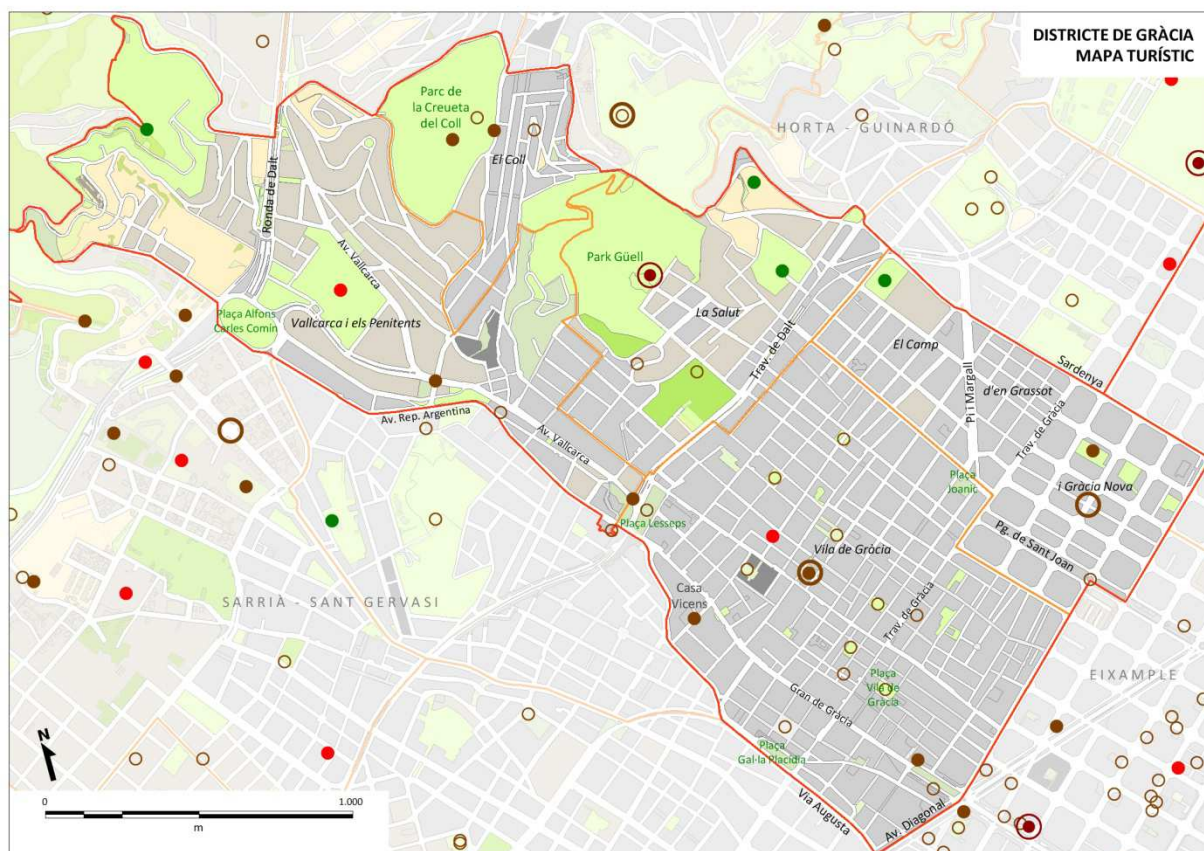 DISTRICTE DE GRÀCIA
MAPA TURÍSTIC
HORTA - GUINARDÓ
Parc de
la Creueta
del Coll
El Coll
Ronda de Dalt
Av. Vallcarca
Park Güell
La Salut
Plaça Alfons
Carles Comín
Vallcarca i els Penitents
Trav. de Dalt
El Camp
Sardenya
d'en Grassot
Pi i Margall
Trav. de Gràcia
Av. Rep. Argentina
Av. Vallcarca
Plaça
Joanic
i Gràcia Nova
Plaça Lesseps
Pg. de Sant Joan
Vila de Gràcia
Casa
Vicens
SARRIÀ - SANT GERVASI
Trav. de Gràcia
EIXAMPLE
Plaça
Vila de
Gràcia
Gran de Gràcia
Plaça
Gal·la Placídia
Via Augusta
Av. Diagonal
N
0
1.000
m